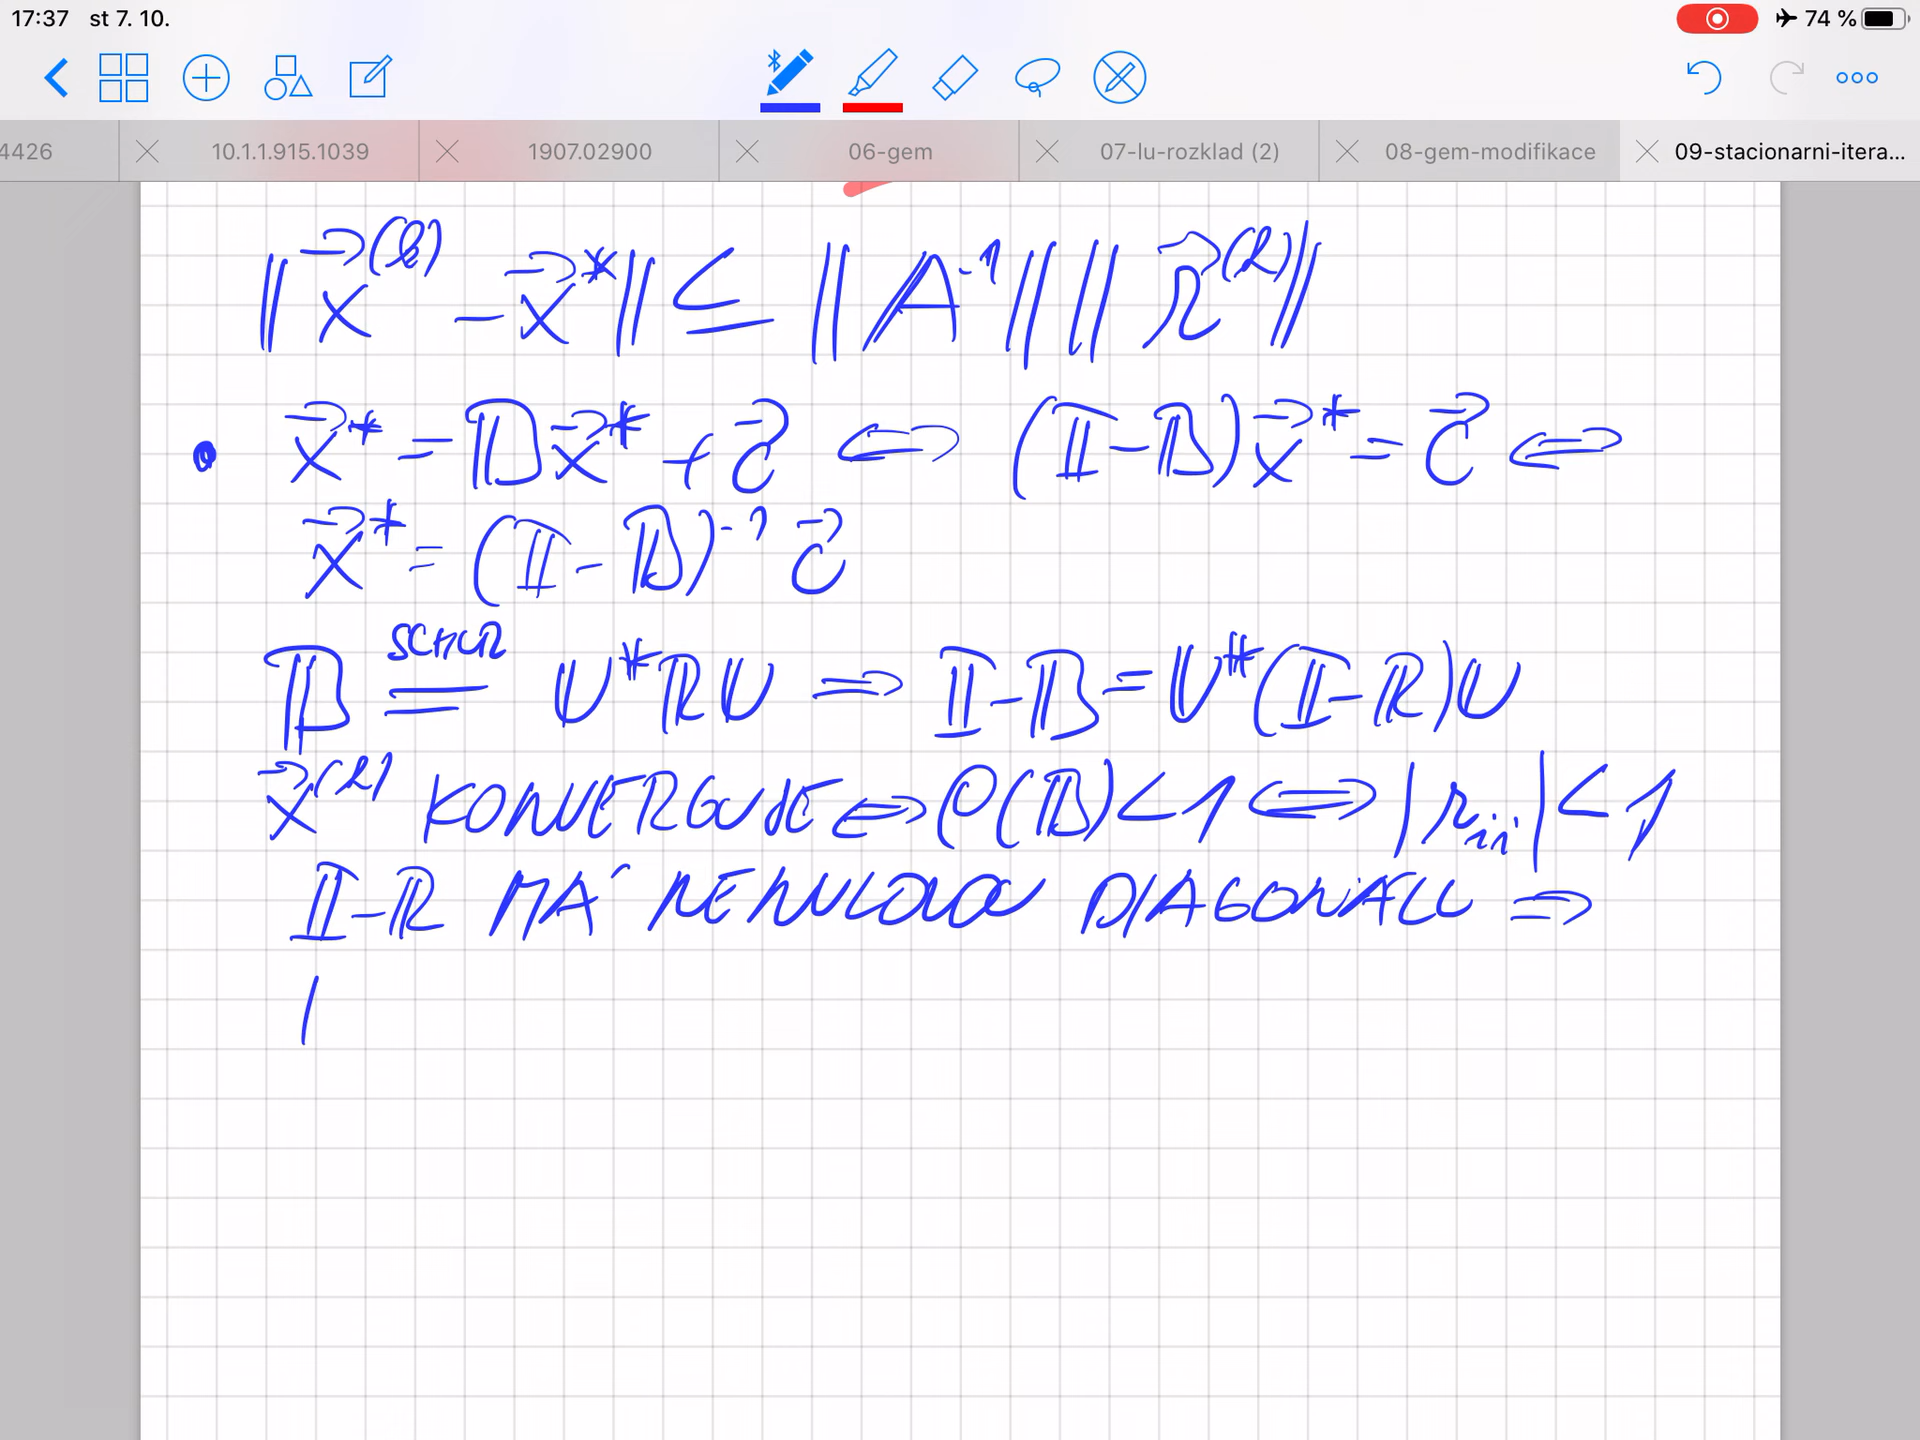 17:37 st 7. 10. 74 %
4426 10.1.1.915.1039 1907.02900 06-gem 07-lu-rozklad (2) 08-gem-modifikace 09-stacionarni-itera...
‖x⃗^(k) − x⃗*‖ ≤ ‖A⁻¹‖ ‖r⃗^(k)‖
• x⃗* = 𝔹x⃗* + c⃗ ⇔ (𝕀 − 𝔹)x⃗* = c⃗ ⇔
x⃗* = (𝕀 − 𝔹)⁻¹ c⃗
𝔹 = SCHUR U*ℝU ⇒ 𝕀 − 𝔹 = U*(𝕀 − ℝ)U
x⃗^(k) KONVERGUJE ⇔ ρ(𝔹) < 1 ⇔ |r_ii| < 1
𝕀 − ℝ MÁ NENULOVOU DIAGONÁLU ⇒